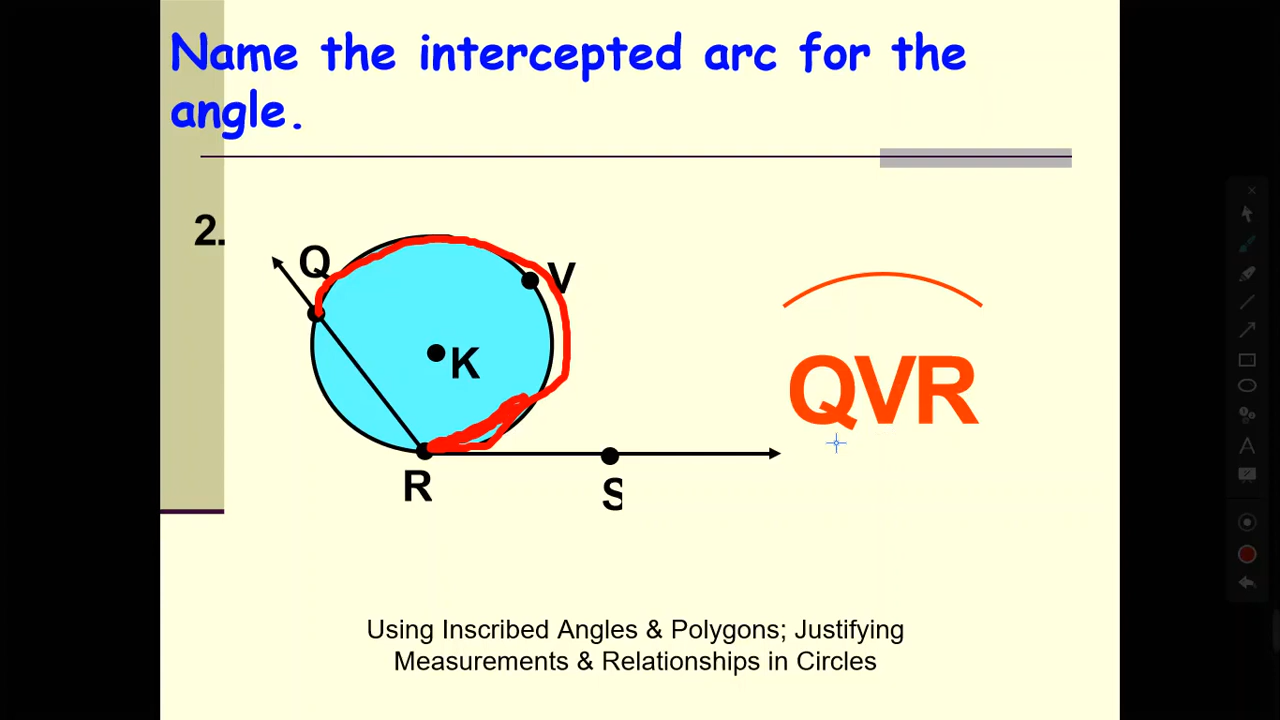 Name the intercepted arc for the
angle.
2.
Q
V
K
QVR
R
S
Using Inscribed Angles & Polygons; Justifying
Measurements & Relationships in Circles